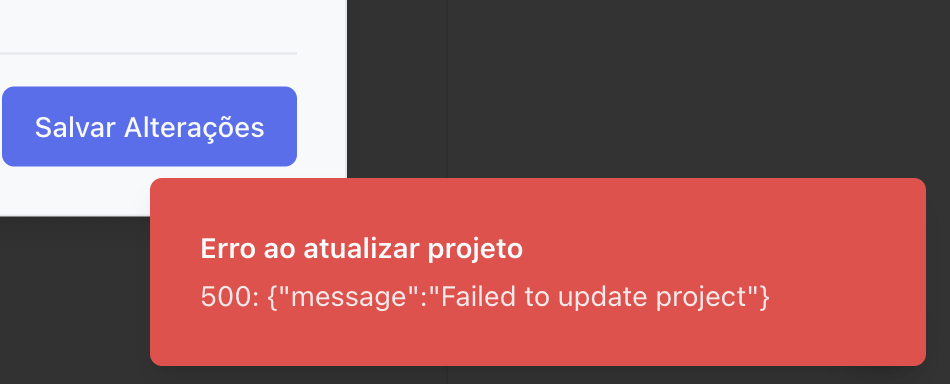 Salvar Alterações
Erro ao atualizar projeto
500: {"message":"Failed to update project"}